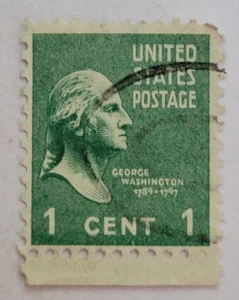 UNITED
STATES
POSTAGE
GEORGE
WASHINGTON
1789-1797
1 CENT 1